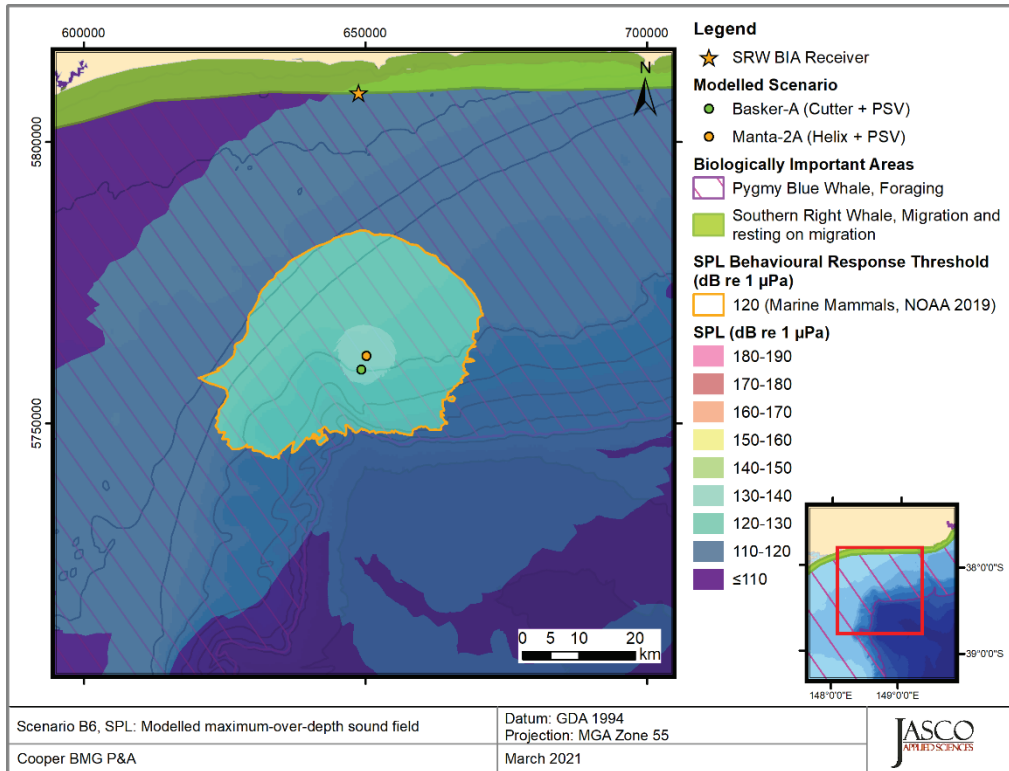 600000 650000 700000
5800000
5750000
N
0 5 10 20
km
Legend
SRW BIA Receiver
Modelled Scenario
Basker-A (Cutter + PSV)
Manta-2A (Helix + PSV)
Biologically Important Areas
Pygmy Blue Whale, Foraging
Southern Right Whale, Migration and
resting on migration
SPL Behavioural Response Threshold
(dB re 1 µPa)
120 (Marine Mammals, NOAA 2019)
SPL (dB re 1 µPa)
180-190
170-180
160-170
150-160
140-150
130-140
120-130
110-120
≤110
38°0'0"S
39°0'0"S
148°0'0"E 149°0'0"E
Scenario B6, SPL: Modelled maximum-over-depth sound field
Cooper BMG P&A
Datum: GDA 1994
Projection: MGA Zone 55
March 2021
JASCO
APPLIED SCIENCES